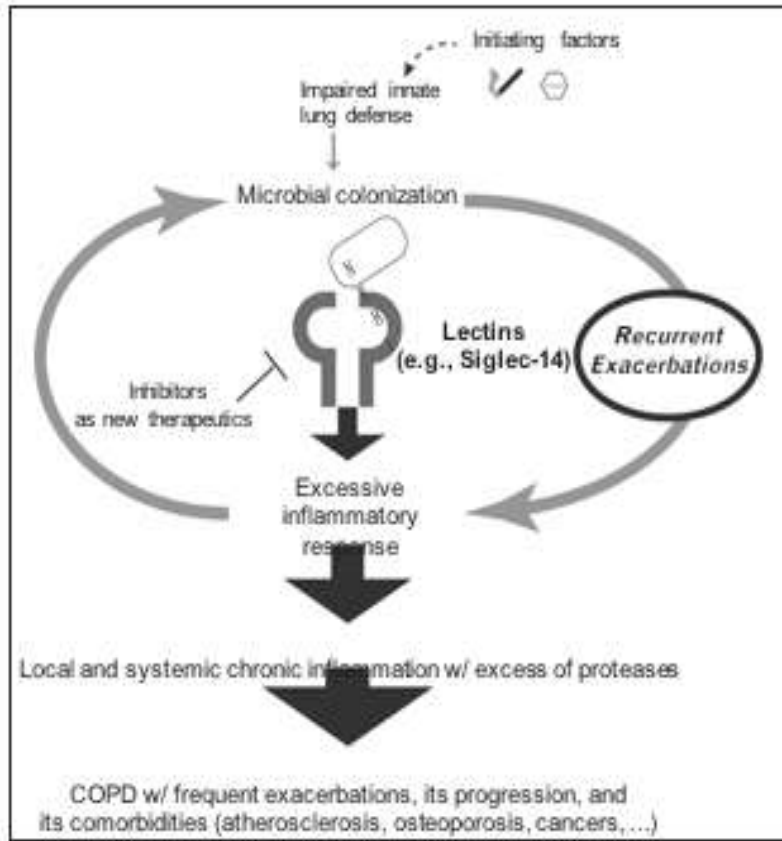 Initiating factors
Impaired innate
lung defense
Microbial colonization
Lectins
(e.g., Siglec-14)
Recurrent
Exacerbations
Inhibitors
as new therapeutics
Excessive
inflammatory
response
Local and systemic chronic inflammation w/ excess of proteases
COPD w/ frequent exacerbations, its progression, and
its comorbidities (atherosclerosis, osteoporosis, cancers, ...)